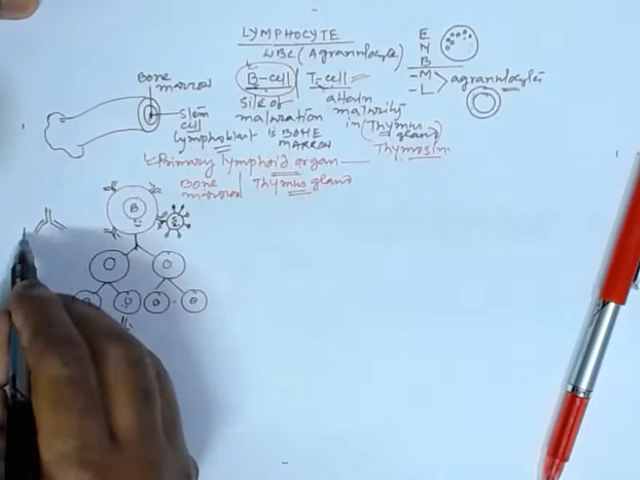 LYMPHOCYTE
WBC (Agranulocyte)
B-cell | T-cell
Site of maturation is BONE MARROW
attain maturity in (Thymus gland)
Thymosin
E
N
B
- M
- L
agranulocytes
Bone marrow
Stem cell
Lymphoblast
Primary Lymphoid organ
Bone marrow | Thymus gland
B